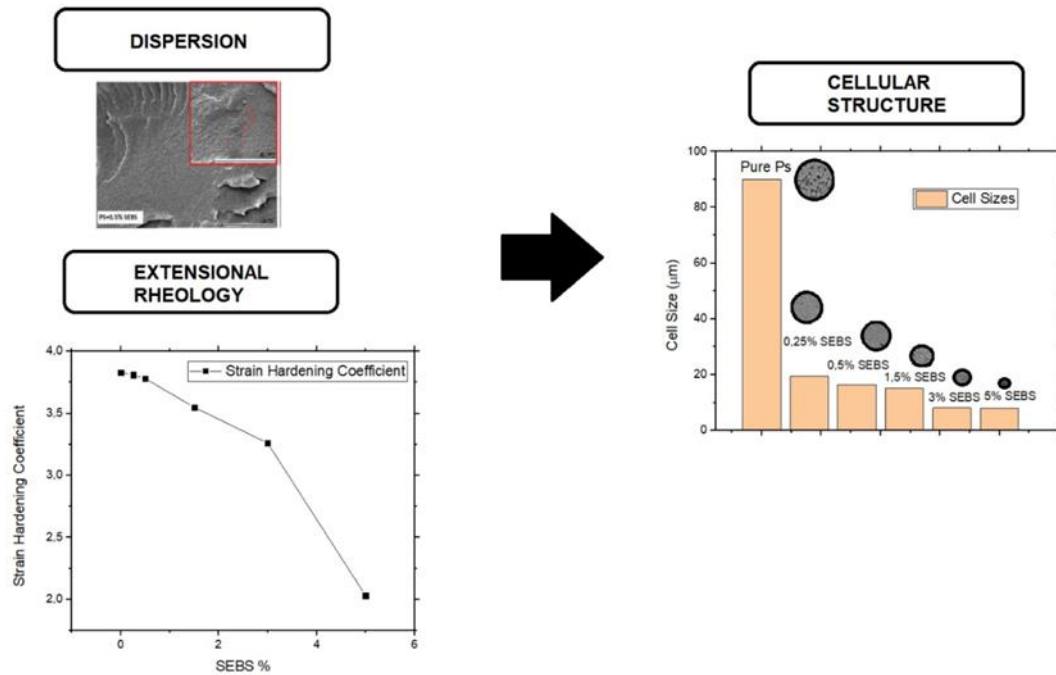 DISPERSION
PS+0.5% SEBS
EXTENSIONAL
RHEOLOGY
4.0
3.5
3.0
2.5
2.0
Strain Hardening Coefficient
Strain Hardening Coefficient
0
2
4
6
SEBS %
CELLULAR
STRUCTURE
100
80
60
40
20
0
Cell Size (μm)
Pure Ps
Cell Sizes
0,25% SEBS
0,5% SEBS
1,5% SEBS
3% SEBS
5% SEBS